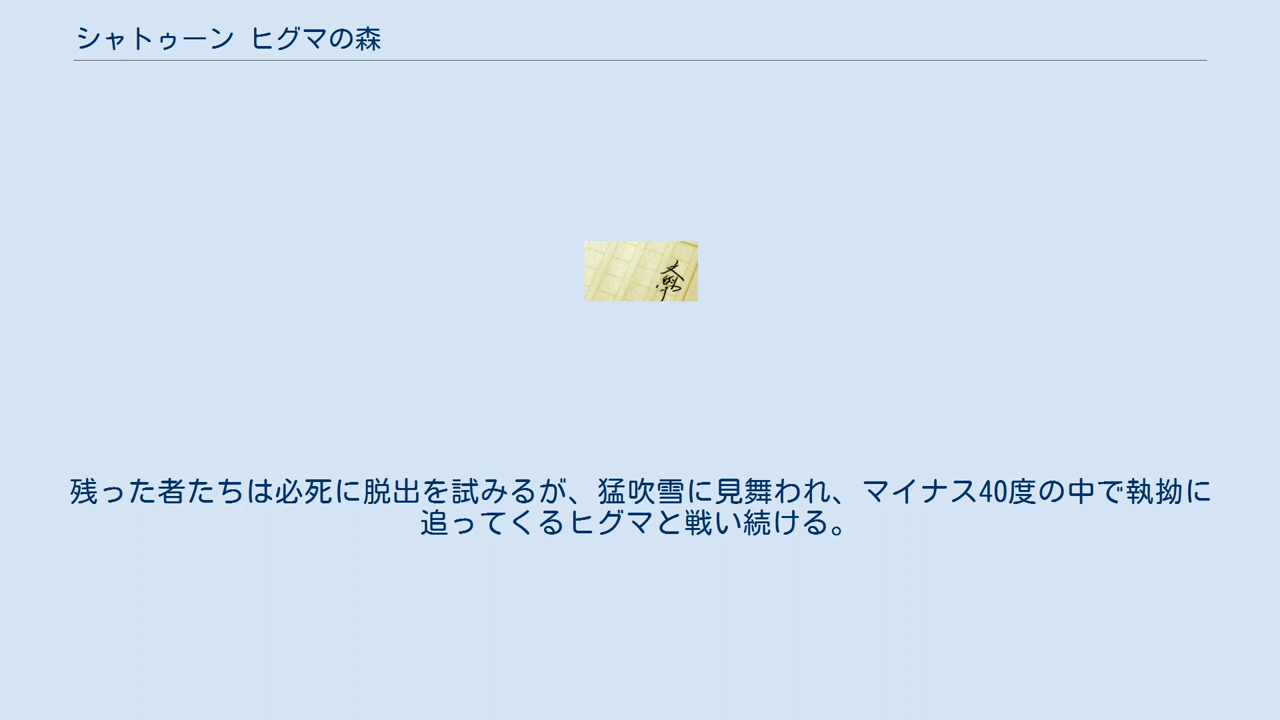 シャトゥーン ヒグマの森
残った者たちは必死に脱出を試みるが、猛吹雪に見舞われ、マイナス40度の中で執拗に
追ってくるヒグマと戦い続ける。